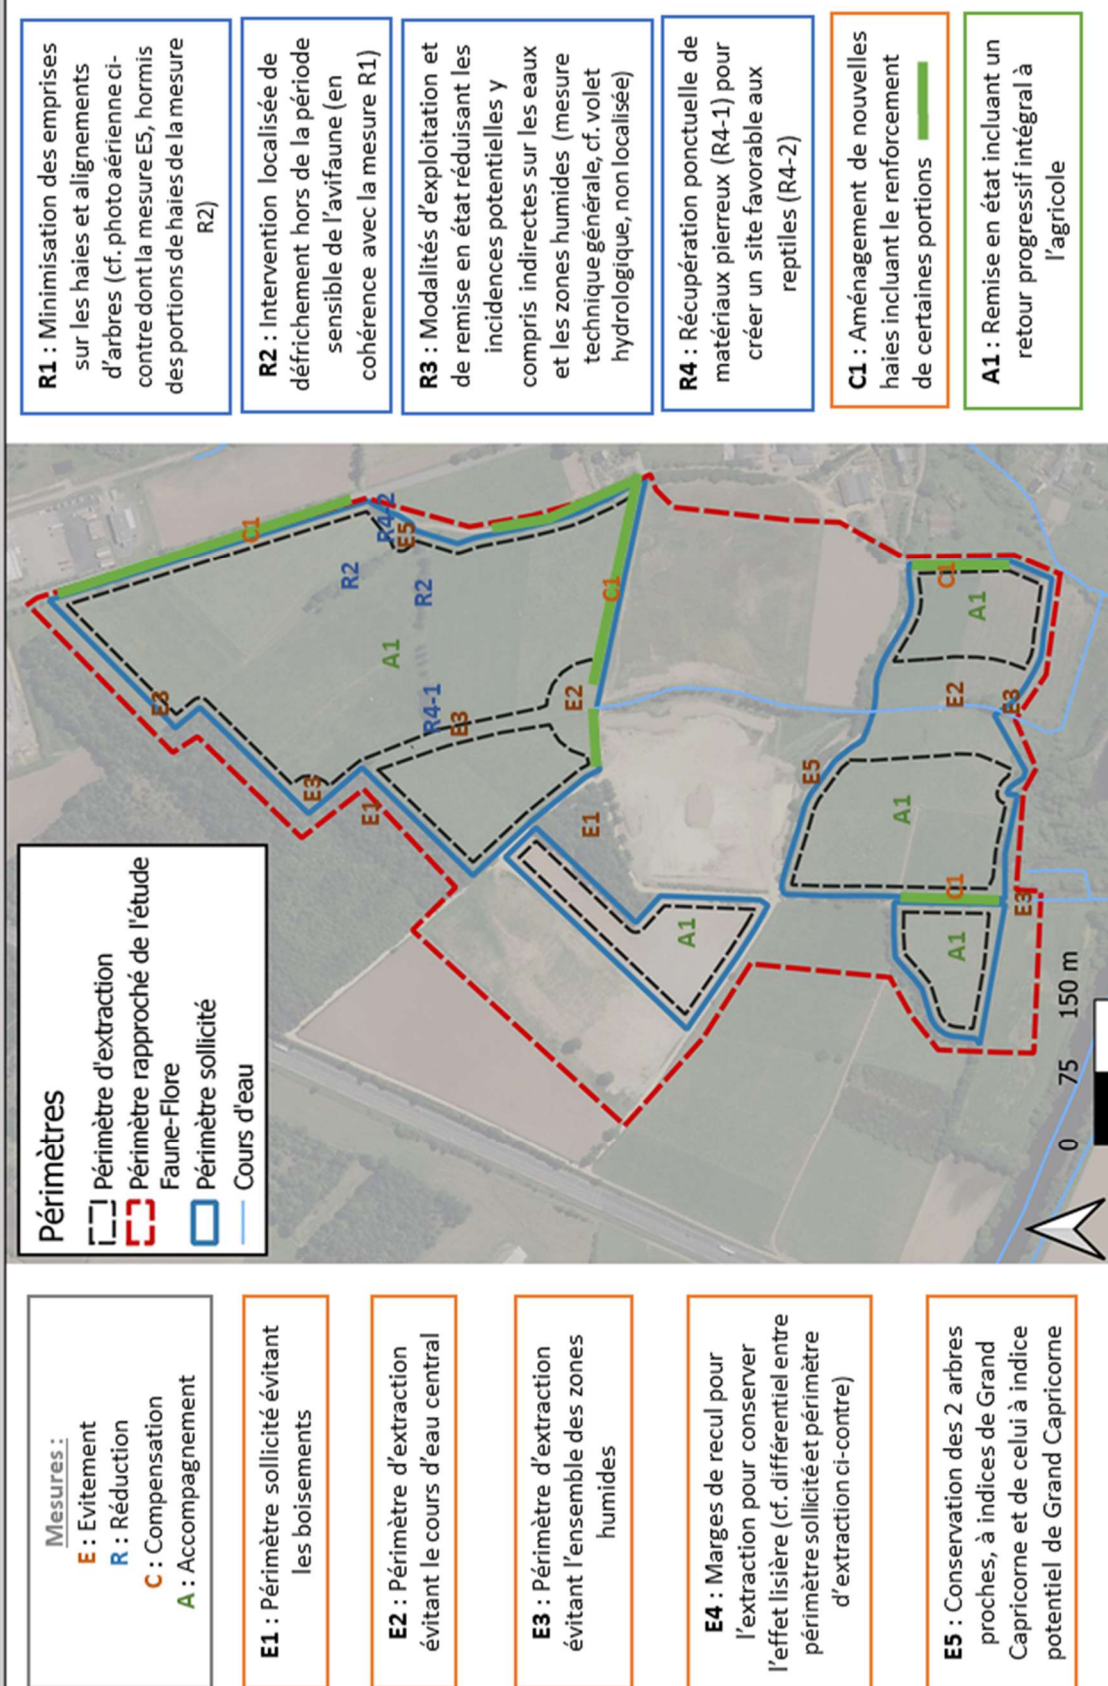 Mesures :
E : Evitement
R : Réduction
C : Compensation
A : Accompagnement
E1 : Périmètre sollicité évitant
les boisements
E2 : Périmètre d'extraction
évitant le cours d'eau central
E3 : Périmètre d'extraction
évitant l'ensemble des zones
humides
E4 : Marges de recul pour
l'extraction pour conserver
l'effet lisière (cf. différentiel entre
périmètre sollicité et périmètre
d'extraction ci-contre)
E5 : Conservation des 2 arbres
proches, à indices de Grand
Capricorne et de celui à indice
potentiel de Grand Capricorne
Périmètres
Périmètre d'extraction
Périmètre rapproché de l'étude
Faune-Flore
Périmètre sollicité
Cours d'eau
E3
E3
E1
C1
R2
R4-2
E5
R2
A1
R4-1
E3
C1
E2
E1
A1
E5
C1
A1
E2
E3
A1
C1
A1
E3
0 75 150 m
R1 : Minimisation des emprises
sur les haies et alignements
d'arbres (cf. photo aérienne ci-
contre dont la mesure E5, hormis
des portions de haies de la mesure
R2)
R2 : Intervention localisée de
défrichement hors de la période
sensible de l'avifaune (en
cohérence avec la mesure R1)
R3 : Modalités d'exploitation et
de remise en état réduisant les
incidences potentielles y
compris indirectes sur les eaux
et les zones humides (mesure
technique générale, cf. volet
hydrologique, non localisée)
R4 : Récupération ponctuelle de
matériaux pierreux (R4-1) pour
créer un site favorable aux
reptiles (R4-2)
C1 : Aménagement de nouvelles
haies incluant le renforcement
de certaines portions
A1 : Remise en état incluant un
retour progressif intégral à
l'agricole